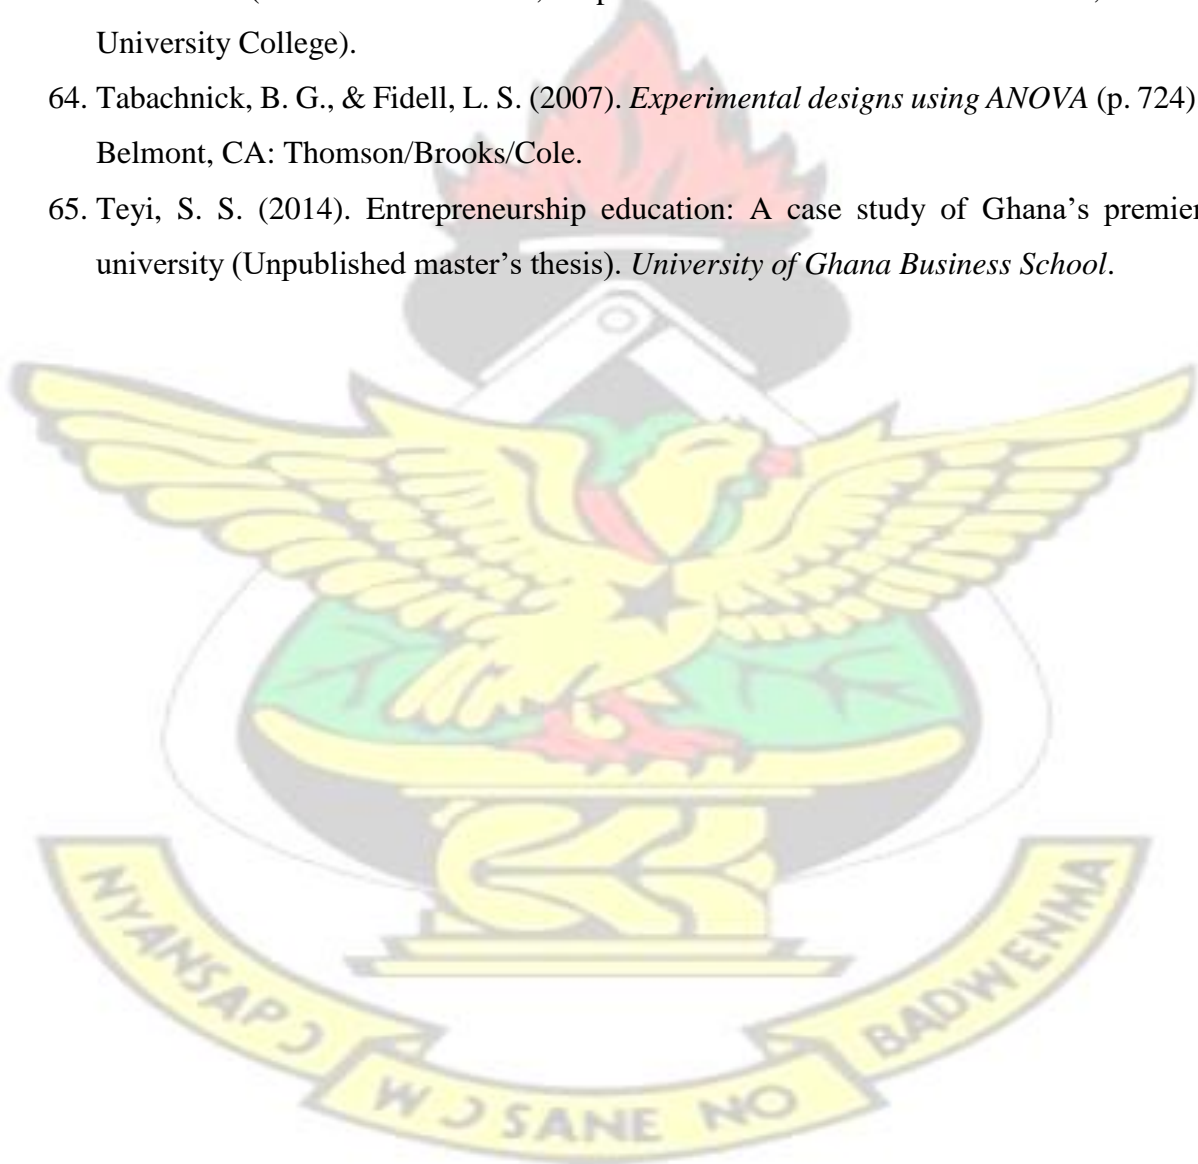 University College).
64. Tabachnick, B. G., & Fidell, L. S. (2007). Experimental designs using ANOVA (p. 724)
Belmont, CA: Thomson/Brooks/Cole.
65. Teyi, S. S. (2014). Entrepreneurship education: A case study of Ghana’s premier
university (Unpublished master’s thesis). University of Ghana Business School.
NYANSAPƆ
WƆSANE NO
BADWENMA